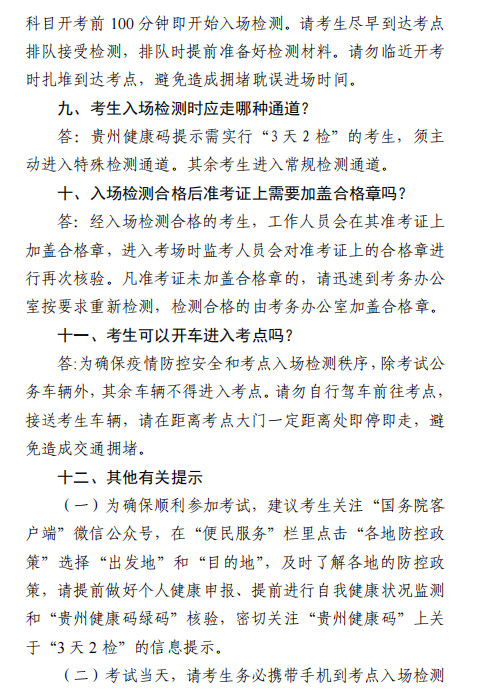 科目开考前 100 分钟即开始入场检测。请考生尽早到达考点
排队接受检测，排队时提前准备好检测材料。请勿临近开考
时扎堆到达考点，避免造成拥堵耽误进场时间。
九、考生入场检测时应走哪种通道？
答：贵州健康码提示需实行“3 天 2 检”的考生，须主
动进入特殊检测通道。其余考生进入常规检测通道。
十、入场检测合格后准考证上需要加盖合格章吗？
答：经入场检测合格的考生，工作人员会在其准考证上
加盖合格章，进入考场时监考人员会对准考证上的合格章进
行再次核验。凡准考证未加盖合格章的，请迅速到考务办公
室按要求重新检测，检测合格的由考务办公室加盖合格章。
十一、考生可以开车进入考点吗？
答:为确保疫情防控安全和考点入场检测秩序,除考试公
务车辆外，其余车辆不得进入考点。请勿自行驾车前往考点，
接送考生车辆，请在距离考点大门一定距离处即停即走，避
免造成交通拥堵。
十二、其他有关提示
（一）为确保顺利参加考试，建议考生关注“国务院客
户端”微信公众号，在“便民服务”栏里点击“各地防控政
策”选择“出发地”和“目的地”，及时了解各地的防控政
策，请提前做好个人健康申报、提前进行自我健康状况监测
和“贵州健康码绿码”核验，密切关注“贵州健康码”上关
于“3 天 2 检”的信息提示。
（二）考试当天，请考生务必携带手机到考点入场检测